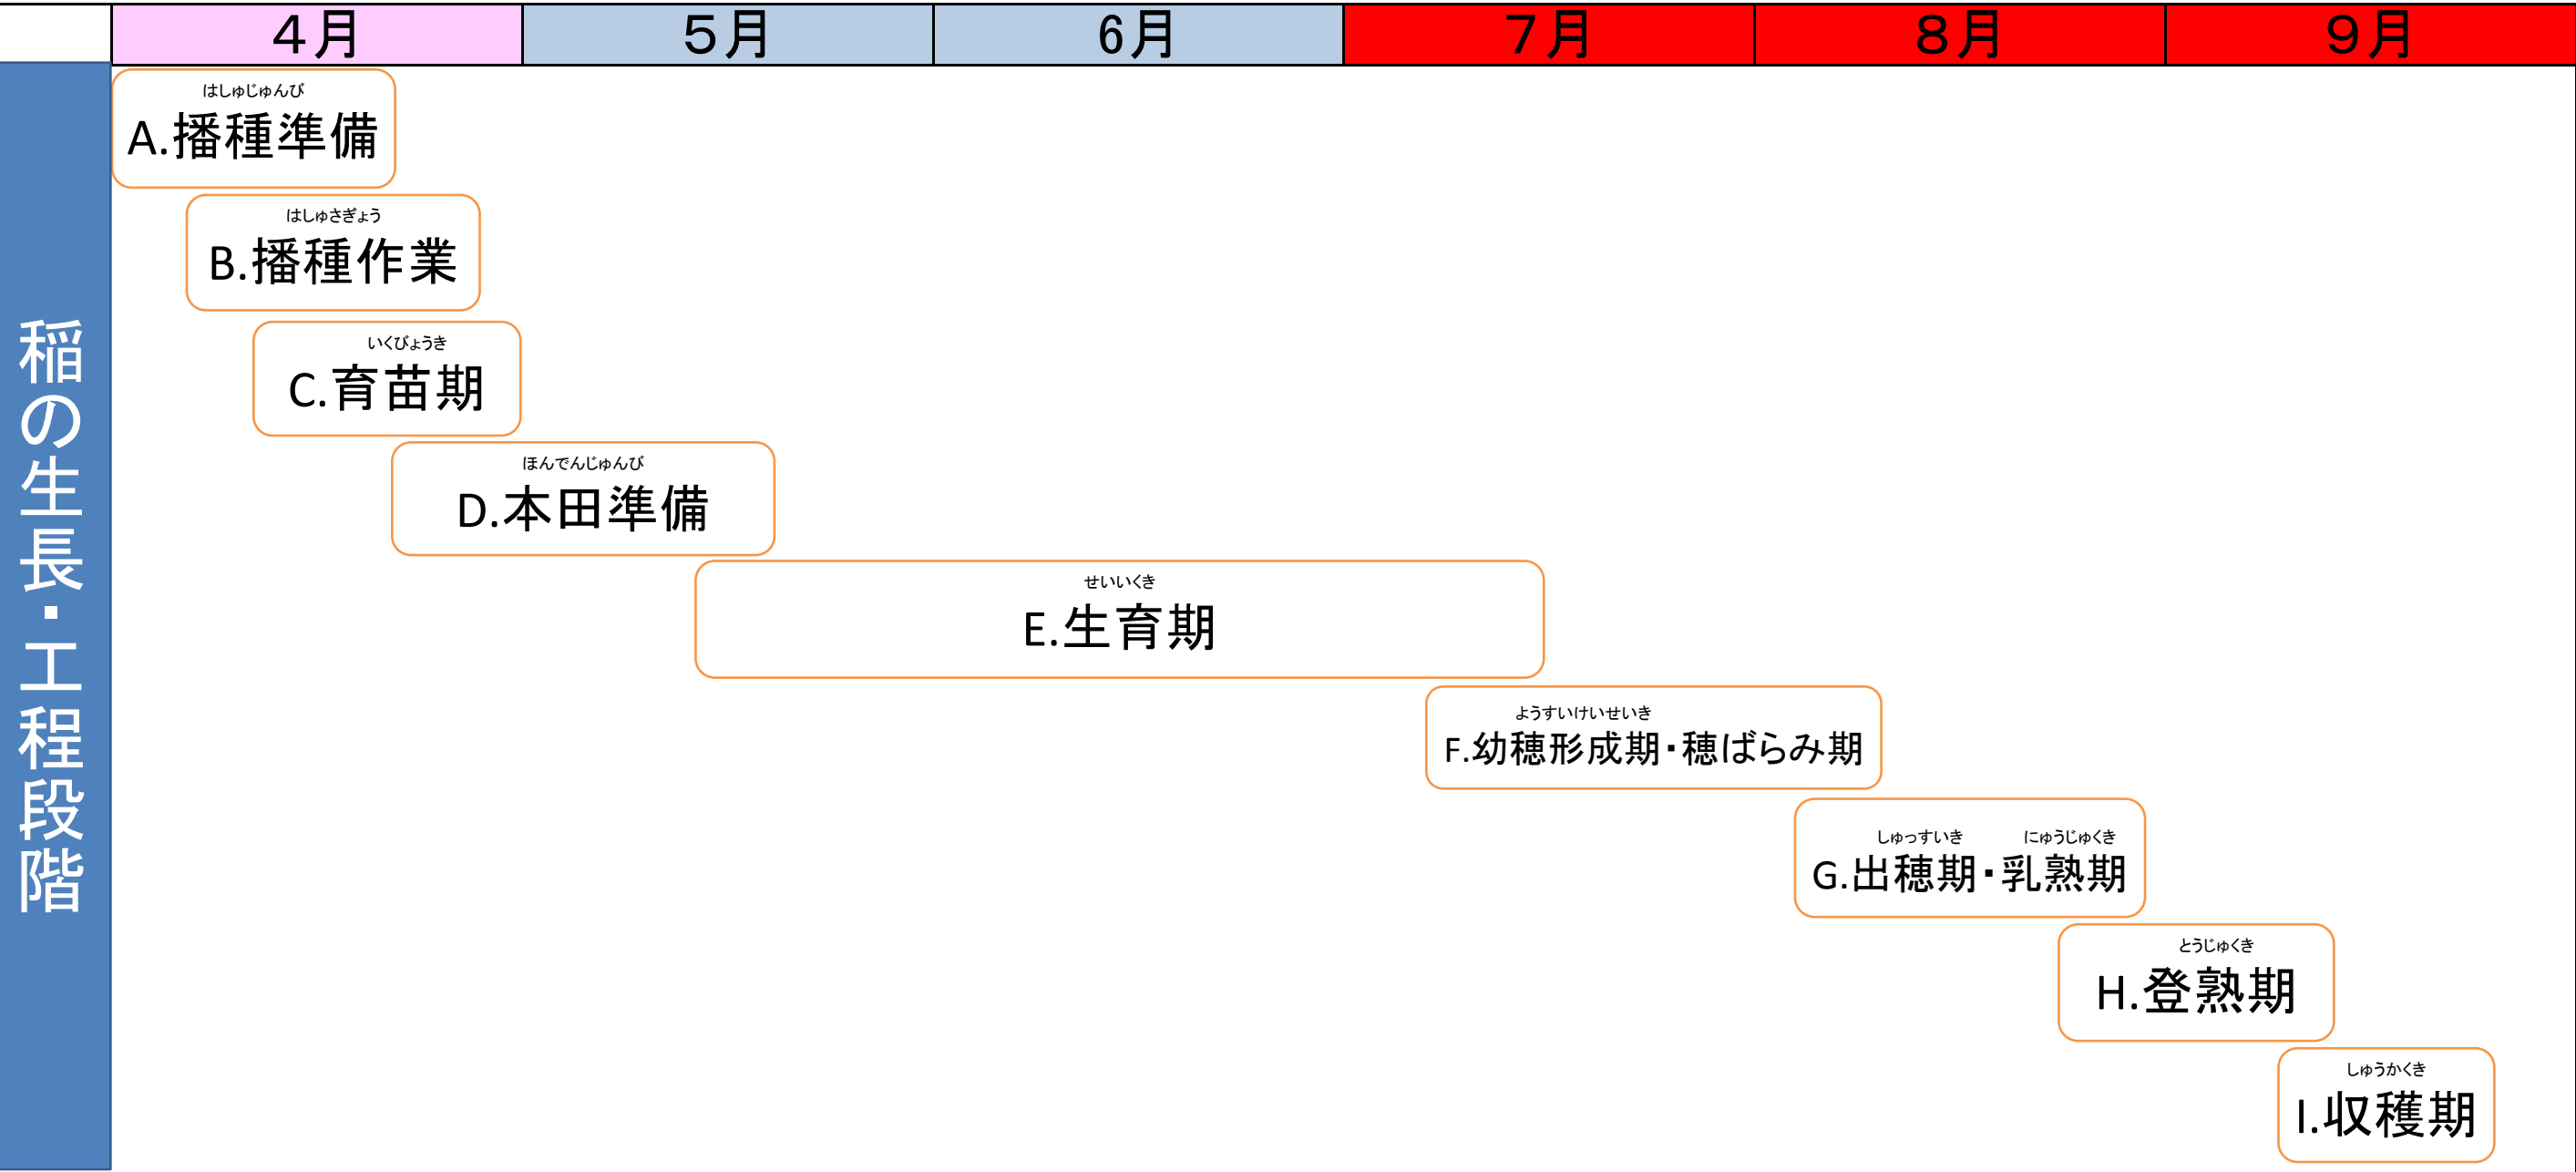 ４月 ５月 ６月 ７月 ８月 ９月
稲の生長・工程段階
はしゅじゅんび
A.播種準備
はしゅさぎょう
B.播種作業
いくびょうき
C.育苗期
ほんでんじゅんび
D.本田準備
せいいくき
E.生育期
ようすいけいせいき
F.幼穂形成期・穂ばらみ期
しゅっすいき にゅうじゅくき
G.出穂期・乳熟期
とうじゅくき
H.登熟期
しゅうかくき
I.収穫期